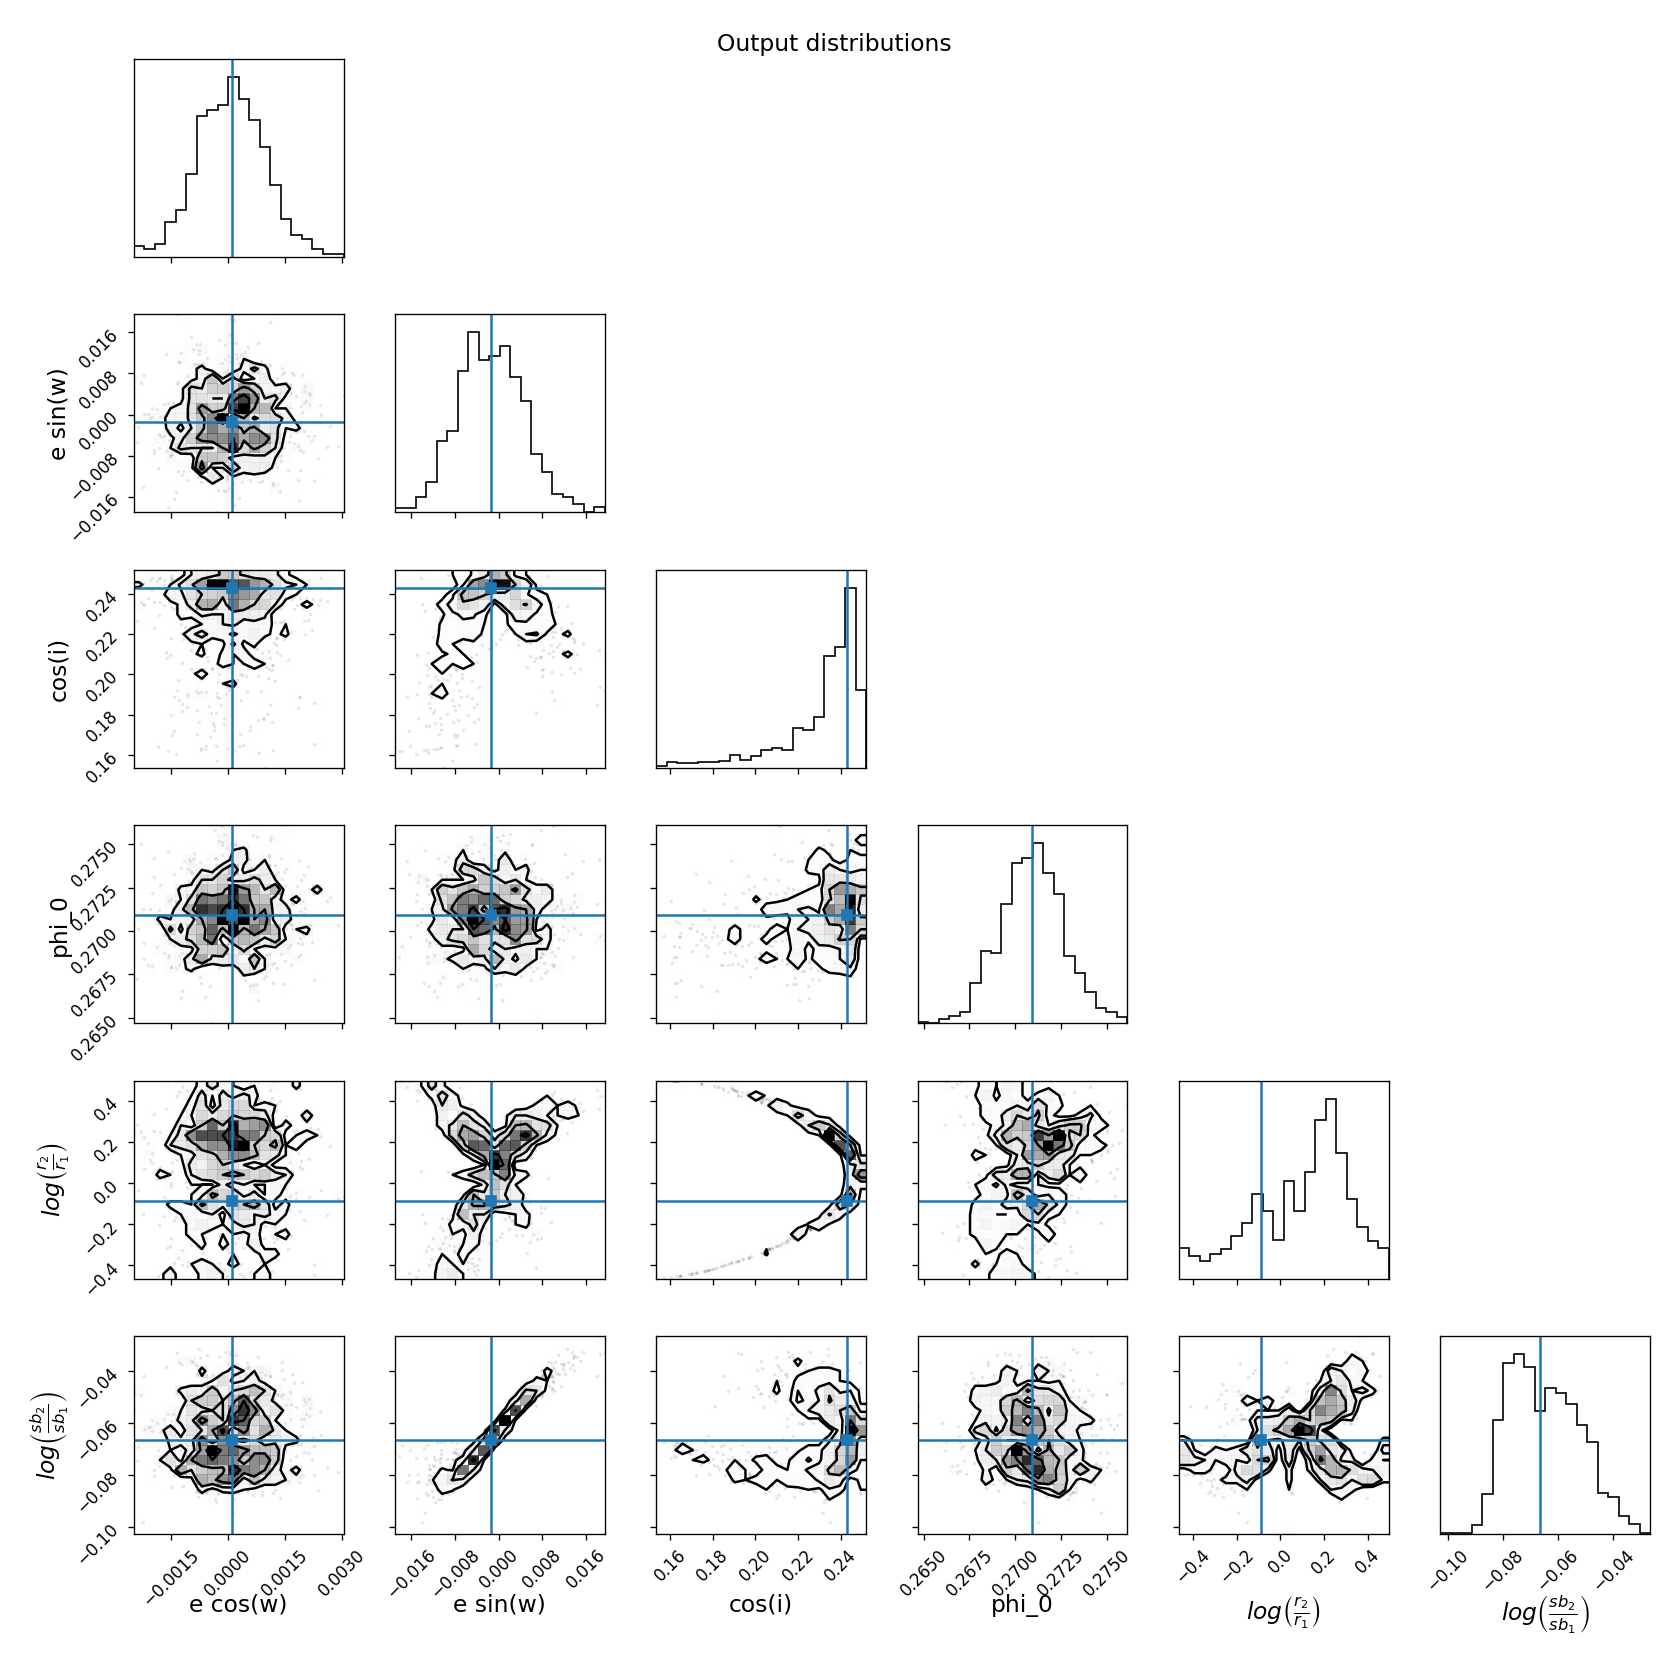 Output distributions
e sin(w)
0.016
0.008
0.000
−0.008
−0.016
cos(i)
0.24
0.22
0.20
0.18
0.16
phi_0
0.2750
0.2725
0.2700
0.2675
0.2650
log(r₂/r₁)
0.4
0.2
0.0
−0.2
−0.4
log(sb₂/sb₁)
−0.04
−0.06
−0.08
−0.10
−0.0015 0.0000 0.0015 0.0030
e cos(w)
−0.016 −0.008 0.000 0.008 0.016
e sin(w)
0.16 0.18 0.20 0.22 0.24
cos(i)
0.2650 0.2675 0.2700 0.2725 0.2750
phi_0
−0.4 −0.2 0.0 0.2 0.4
log(r₂/r₁)
−0.10 −0.08 −0.06 −0.04
log(sb₂/sb₁)